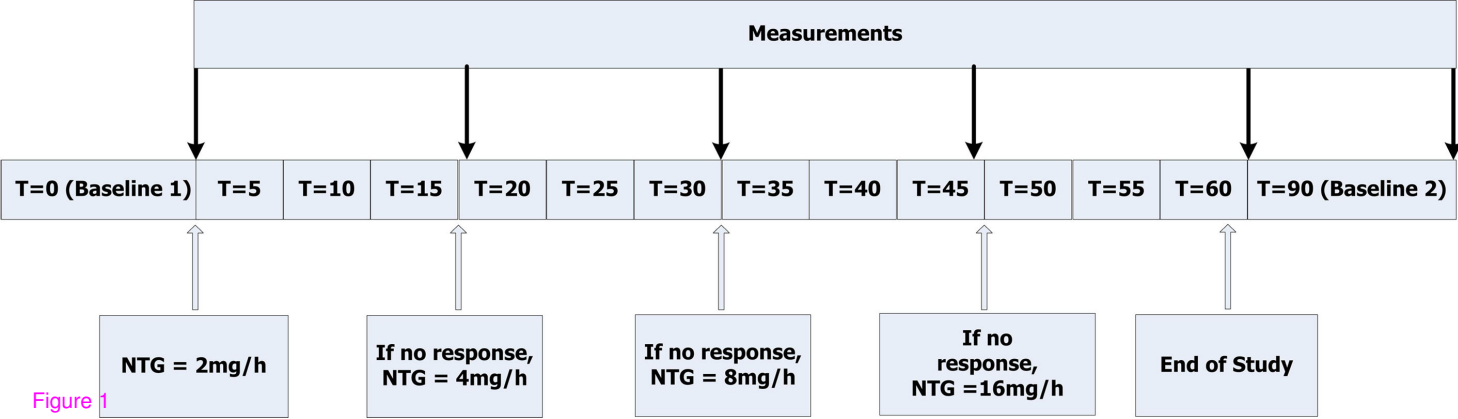 Measurements
T=0 (Baseline 1) T=5 T=10 T=15 T=20 T=25 T=30 T=35 T=40 T=45 T=50 T=55 T=60 T=90 (Baseline 2)
NTG = 2mg/h
If no response,
NTG = 4mg/h
If no response,
NTG = 8mg/h
If no
response,
NTG =16mg/h
End of Study
Figure 1